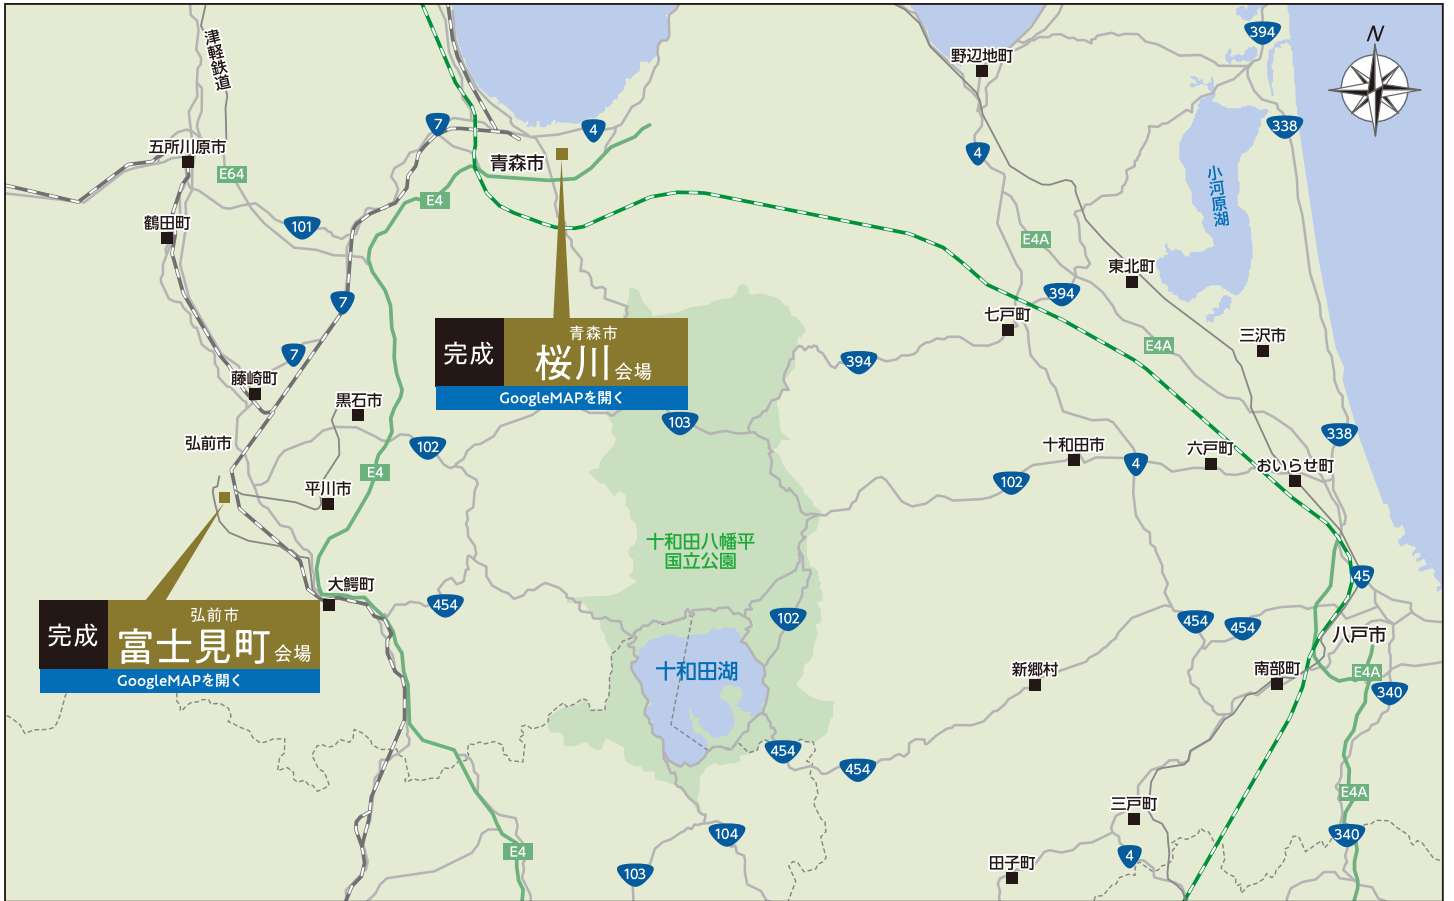 津軽鉄道
野辺地町
394
N
7
4
338
五所川原市
青森市
4
E64
E4
小河原湖
鶴田町
101
E4A
東北町
7
394
七戸町
三沢市
7
394
E4A
完成
青森市
桜川会場
GoogleMAPを開く
藤崎町
黒石市
103
338
弘前市
102
十和田市
4
六戸町
おいらせ町
E4
102
平川市
十和田八幡平
国立公園
45
大鰐町
454
102
454
454
八戸市
完成
弘前市
富士見町会場
GoogleMAPを開く
十和田湖
新郷村
南部町
E4A
340
454
454
E4A
三戸町
104
340
E4
4
田子町
103